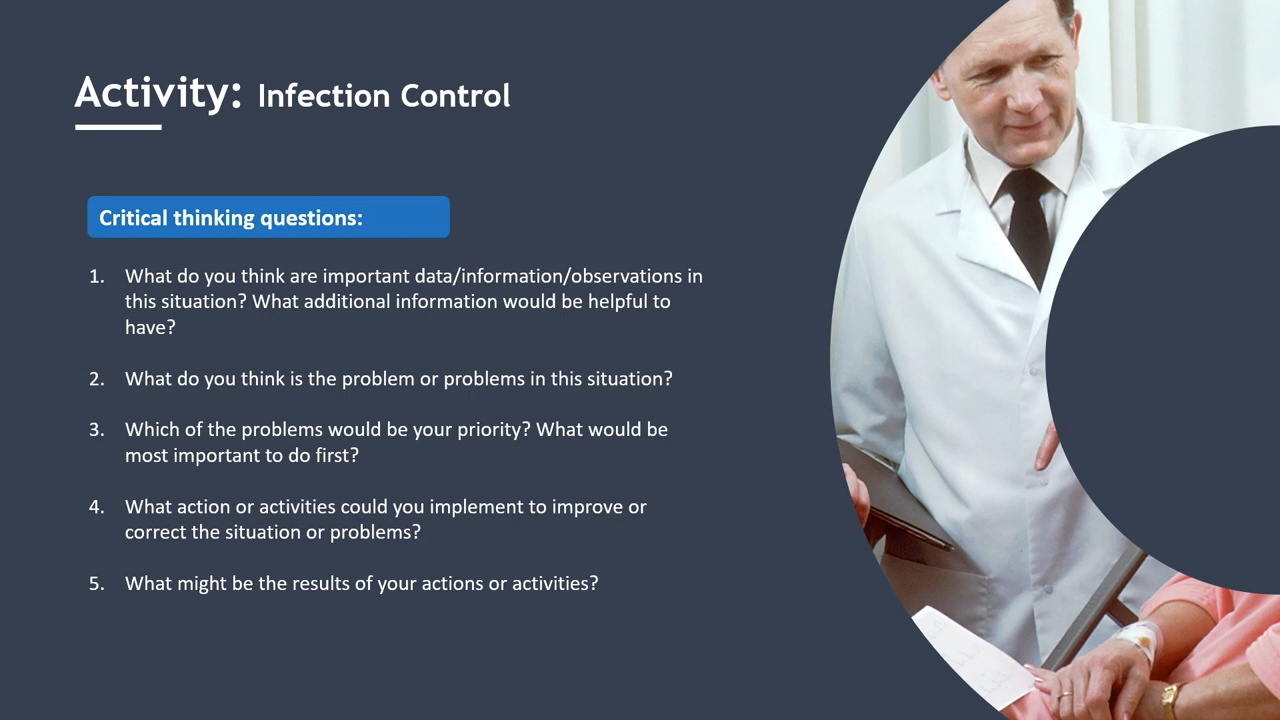 Activity: Infection Control
Critical thinking questions:
1. What do you think are important data/information/observations in
this situation? What additional information would be helpful to
have?
2. What do you think is the problem or problems in this situation?
3. Which of the problems would be your priority? What would be
most important to do first?
4. What action or activities could you implement to improve or
correct the situation or problems?
5. What might be the results of your actions or activities?